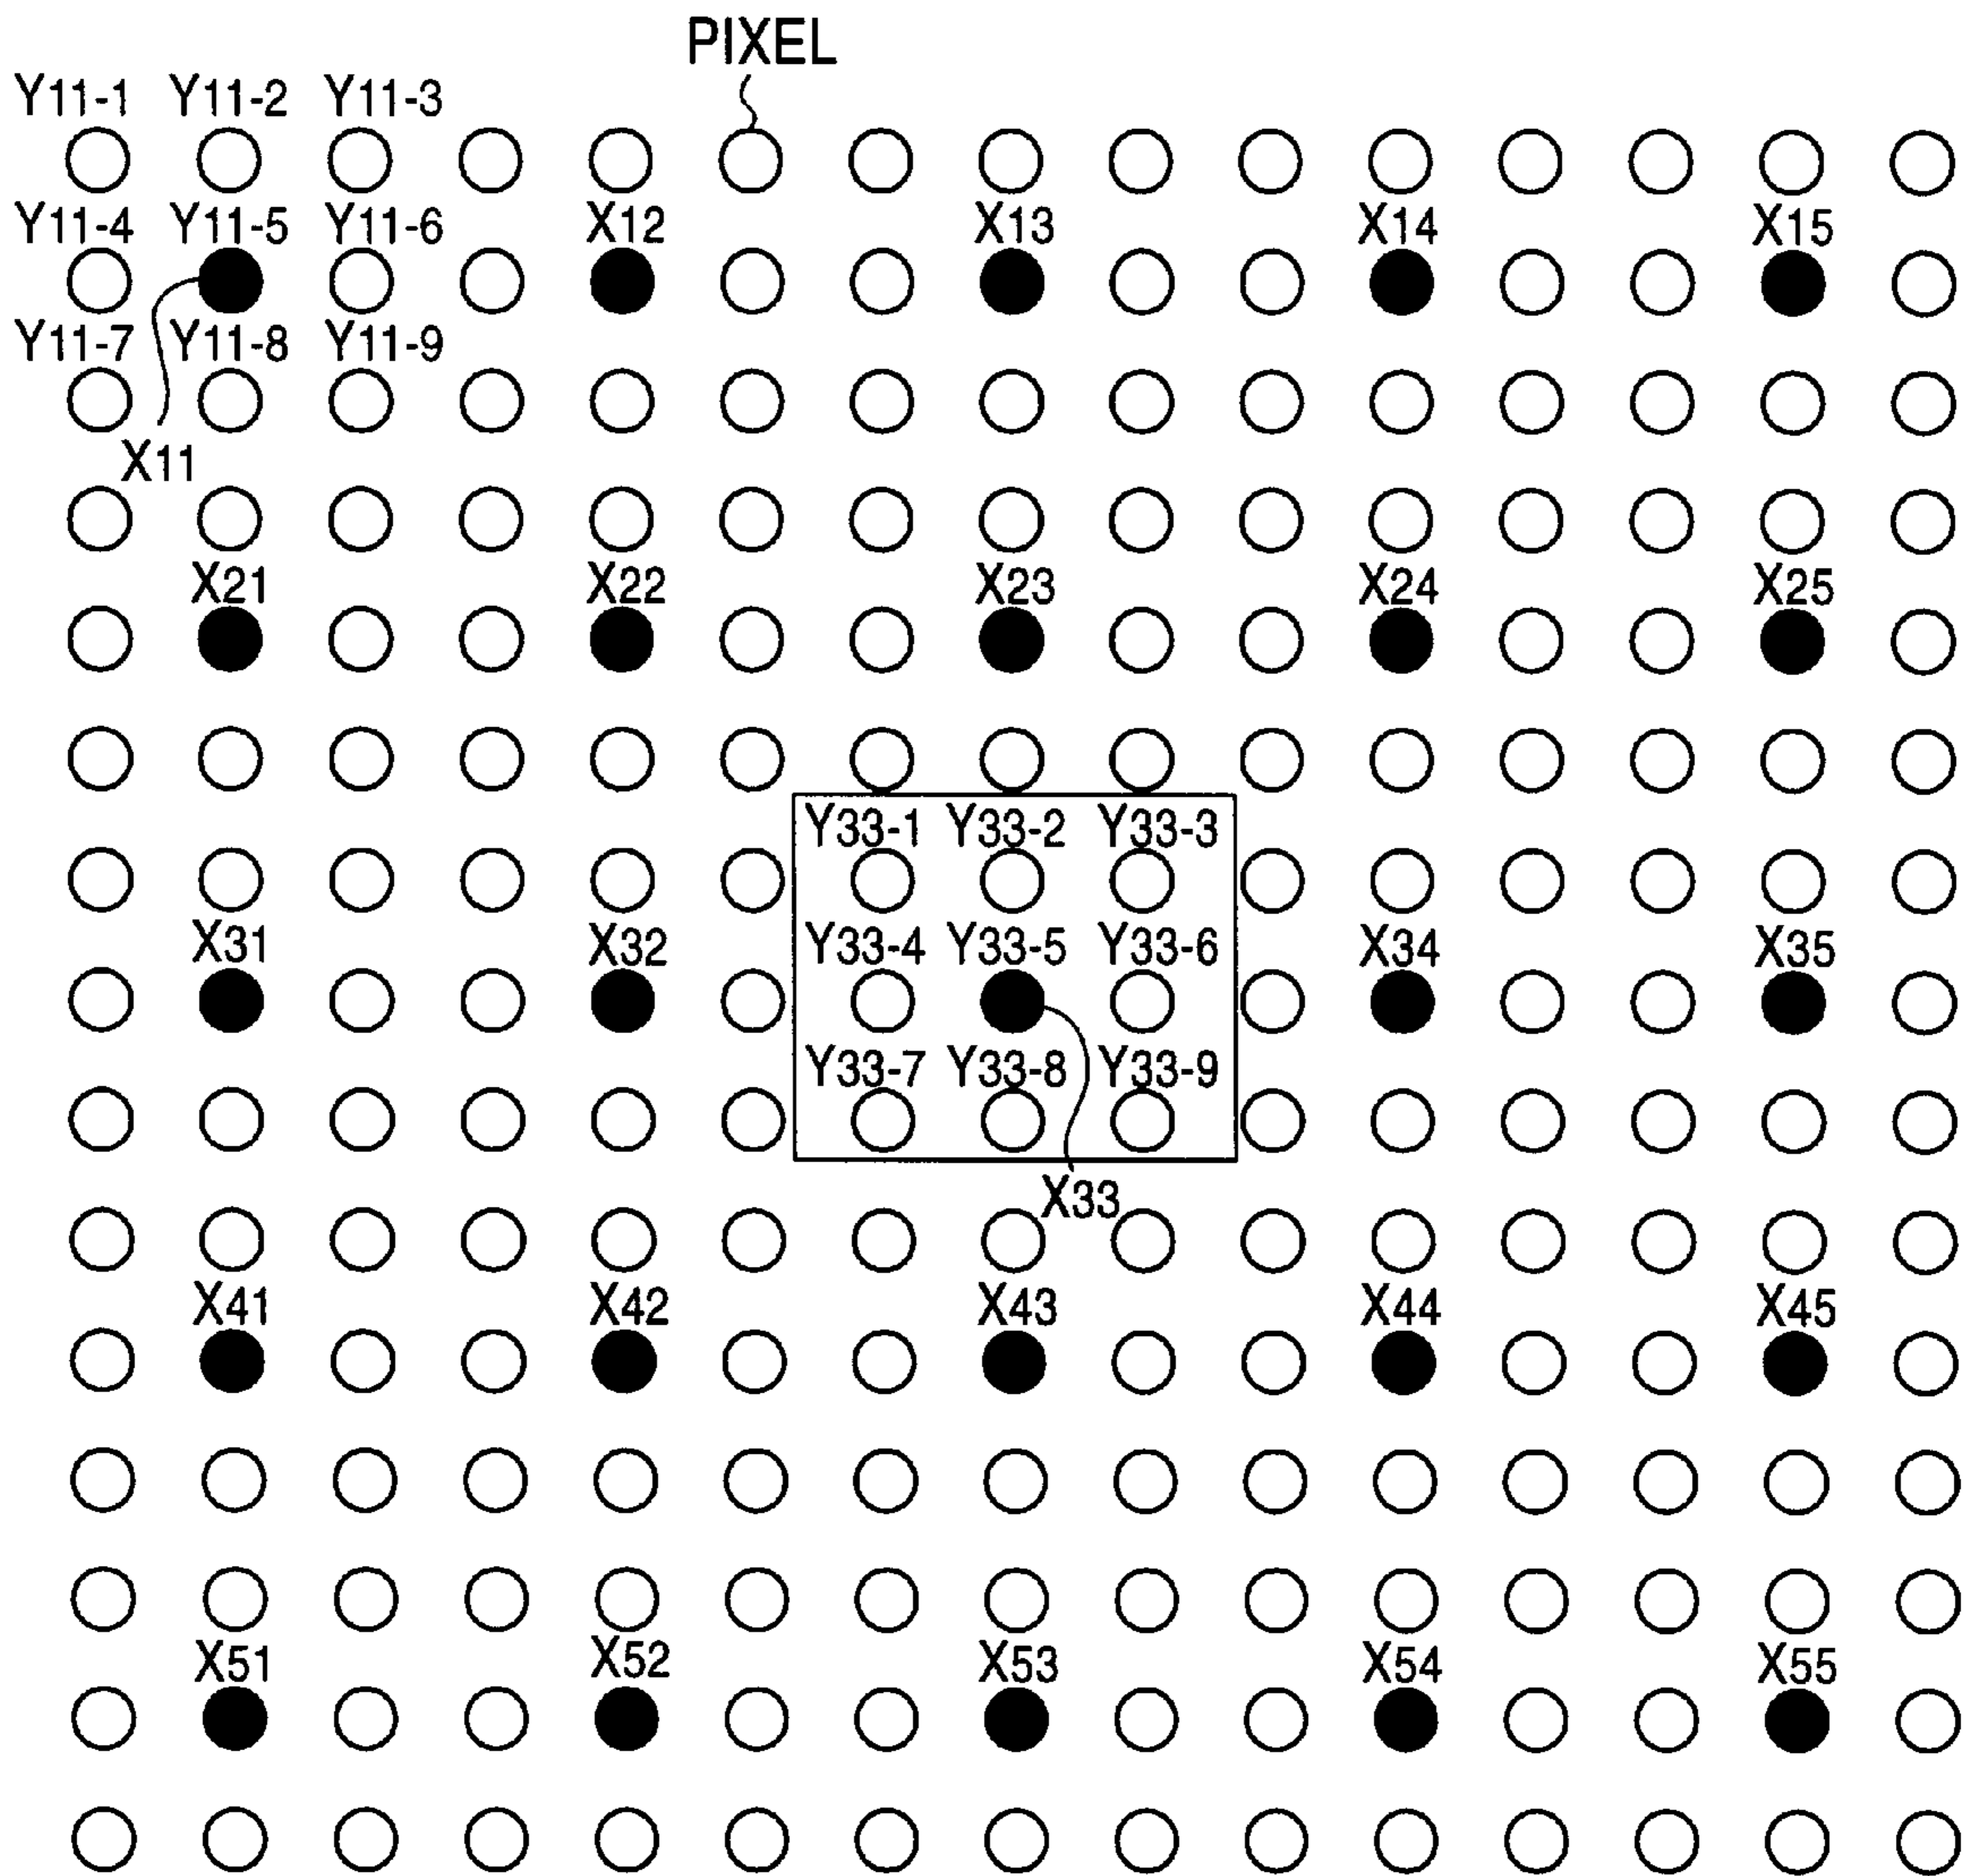 PIXEL
Y11-1 Y11-2 Y11-3
Y11-4 Y11-5 Y11-6 X12 X13 X14 X15
Y11-7 Y11-8 Y11-9
X11
X21 X22 X23 X24 X25
Y33-1 Y33-2 Y33-3
X31 X32 Y33-4 Y33-5 Y33-6 X34 X35
Y33-7 Y33-8 Y33-9
X33
X41 X42 X43 X44 X45
X51 X52 X53 X54 X55